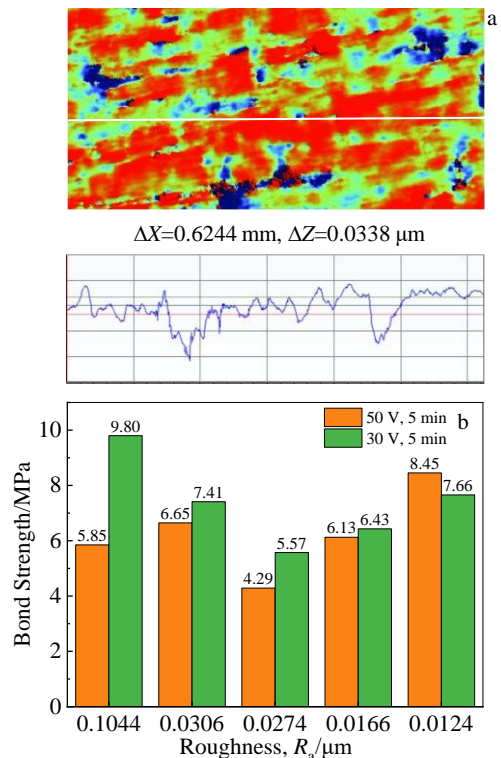 a
ΔX=0.6244 mm, ΔZ=0.0338 μm
b
50 V, 5 min
30 V, 5 min
Bond Strength/MPa
10
8
6
4
2
0
5.85
9.80
6.65
7.41
4.29
5.57
6.13
6.43
8.45
7.66
0.1044 0.0306 0.0274 0.0166 0.0124
Roughness, Ra/μm